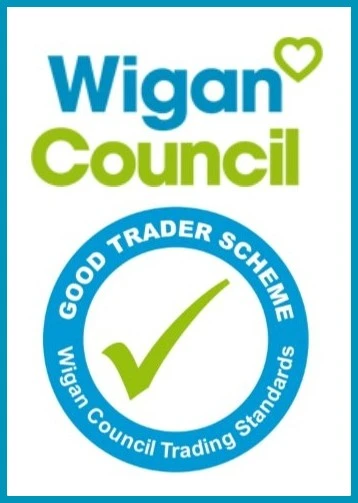 Wigan
Council
GOOD TRADER SCHEME
Wigan Council Trading Standards